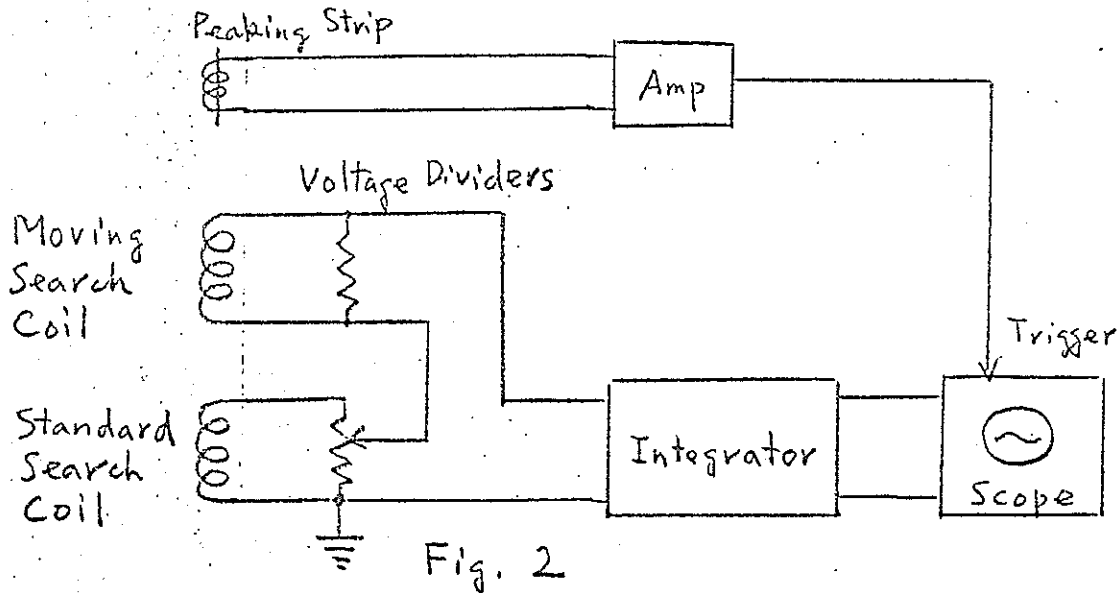 Peaking Strip
Amp
Voltage Dividers
Moving
Search
Coil
Trigger
Standard
Search
Coil
Integrator
Scope
Fig. 2